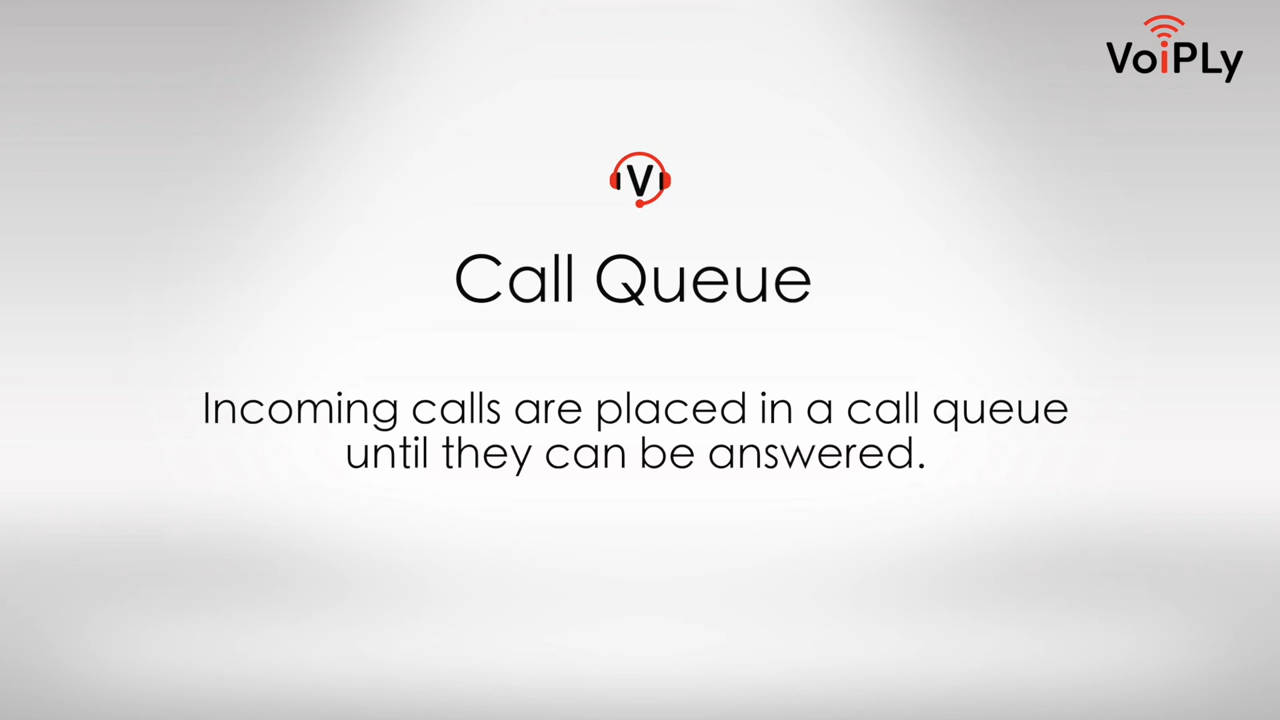 VoiPLy
V
Call Queue
Incoming calls are placed in a call queue
until they can be answered.